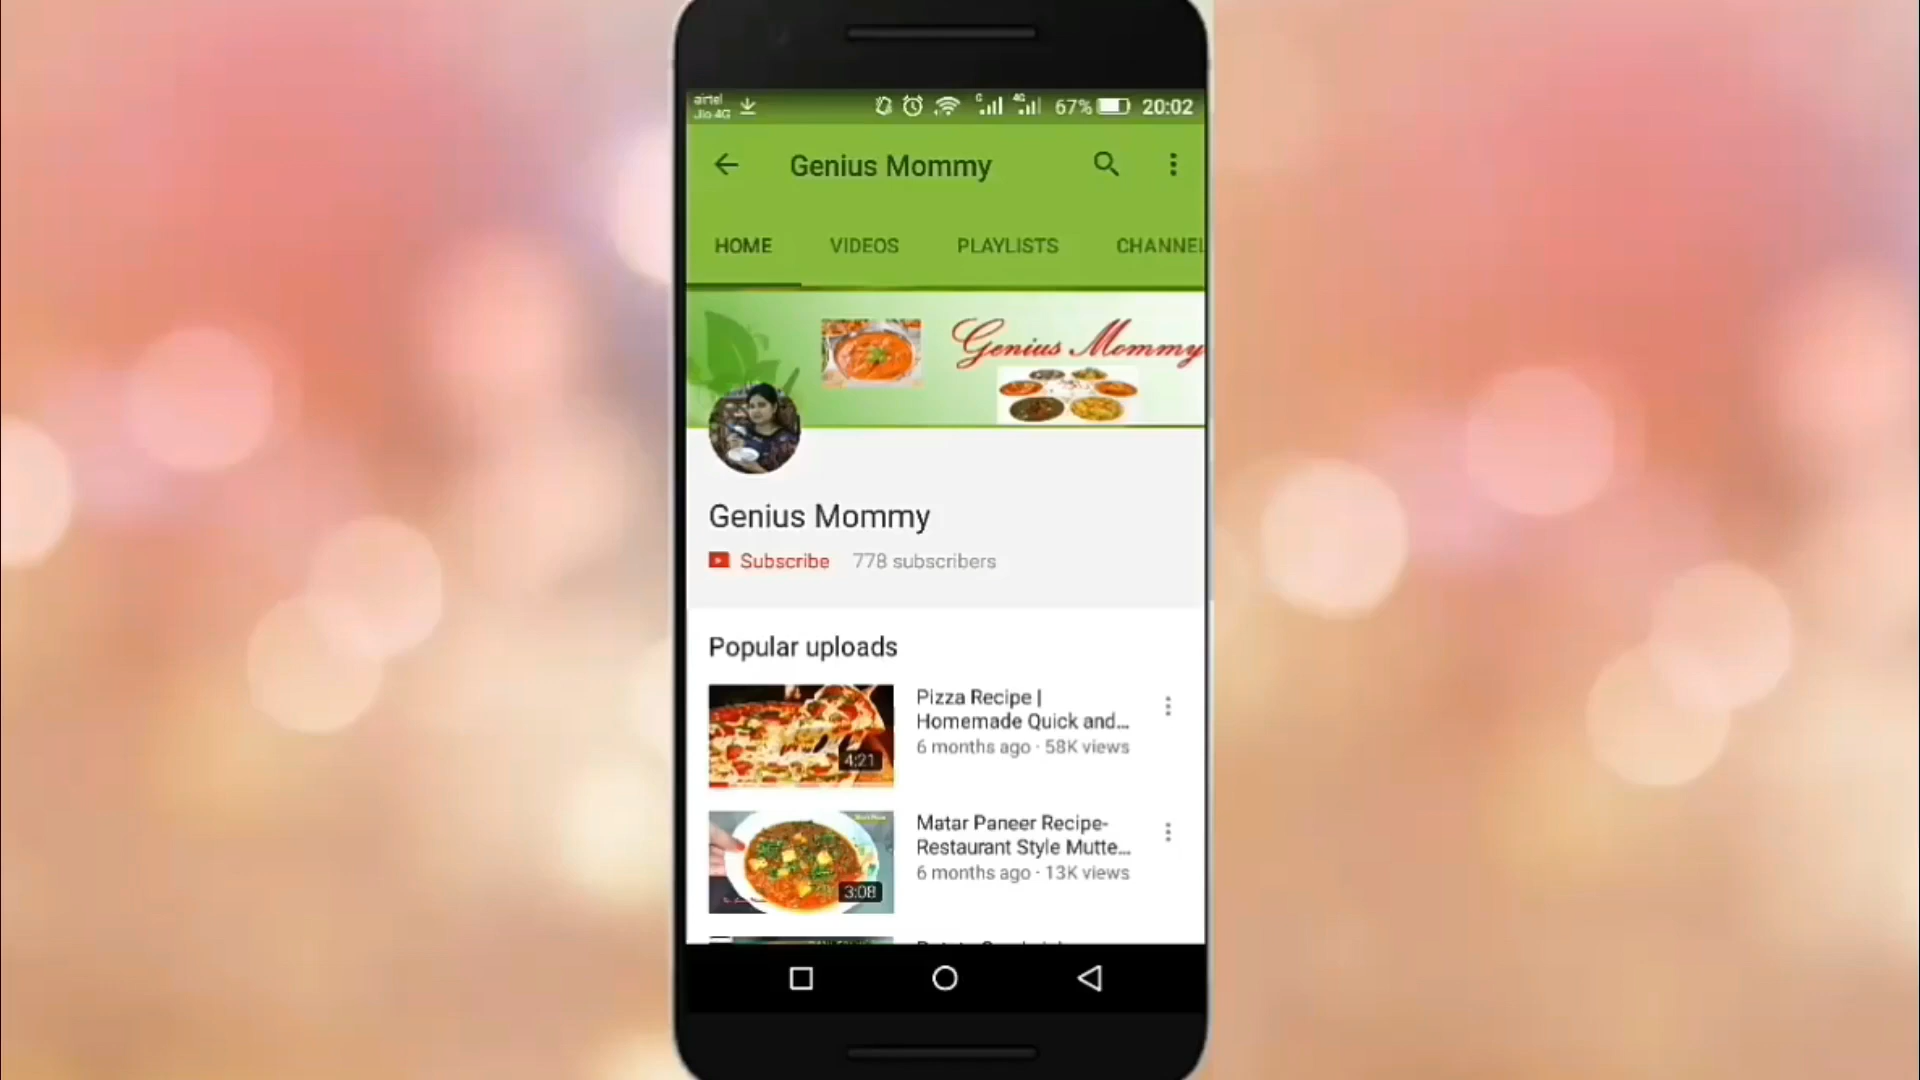 airtel
Jio 4G
G
4G
67%
20:02
Genius Mommy
HOME
VIDEOS
PLAYLISTS
CHANNEL
Genius Mommy
Genius Mommy
Subscribe
778 subscribers
Popular uploads
Pizza Recipe |
Homemade Quick and...
6 months ago · 58K views
4:21
Matar Paneer Recipe-
Restaurant Style Mutte...
6 months ago · 13K views
3:08